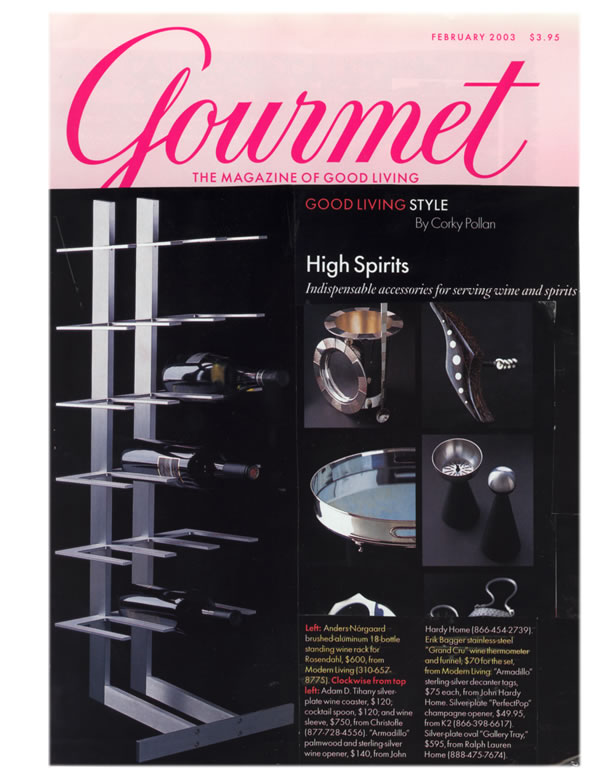 FEBRUARY 2003 $3.95
Gourmet
THE MAGAZINE OF GOOD LIVING
GOOD LIVING STYLE
By Corky Pollan
High Spirits
Indispensable accessories for serving wine and spirits
Left: Anders Nörgaard
brushed-aluminum 18-bottle
standing wine rack for
Rosendahl, $600, from
Modern Living (310-657-
8775). Clockwise from top
left: Adam D. Tihany silver-
plate wine coaster, $120;
cocktail spoon, $120; and wine
sleeve, $750, from Christofle
(877-728-4556). "Armadillo"
palmwood and sterling-silver
wine opener, $140, from John
Hardy Home (866-454-2739).
Erik Bagger stainless-steel
"Grand Cru" wine thermometer
and funnel, $70 for the set,
from Modern Living. "Armadillo"
sterling-silver decanter tags,
$75 each, from John Hardy
Home. Silver-plate "PerfectPop"
champagne opener, $49.95,
from K2 (866-398-6617).
Silver-plate oval "Gallery Tray,"
$595, from Ralph Lauren
Home (888-475-7674).